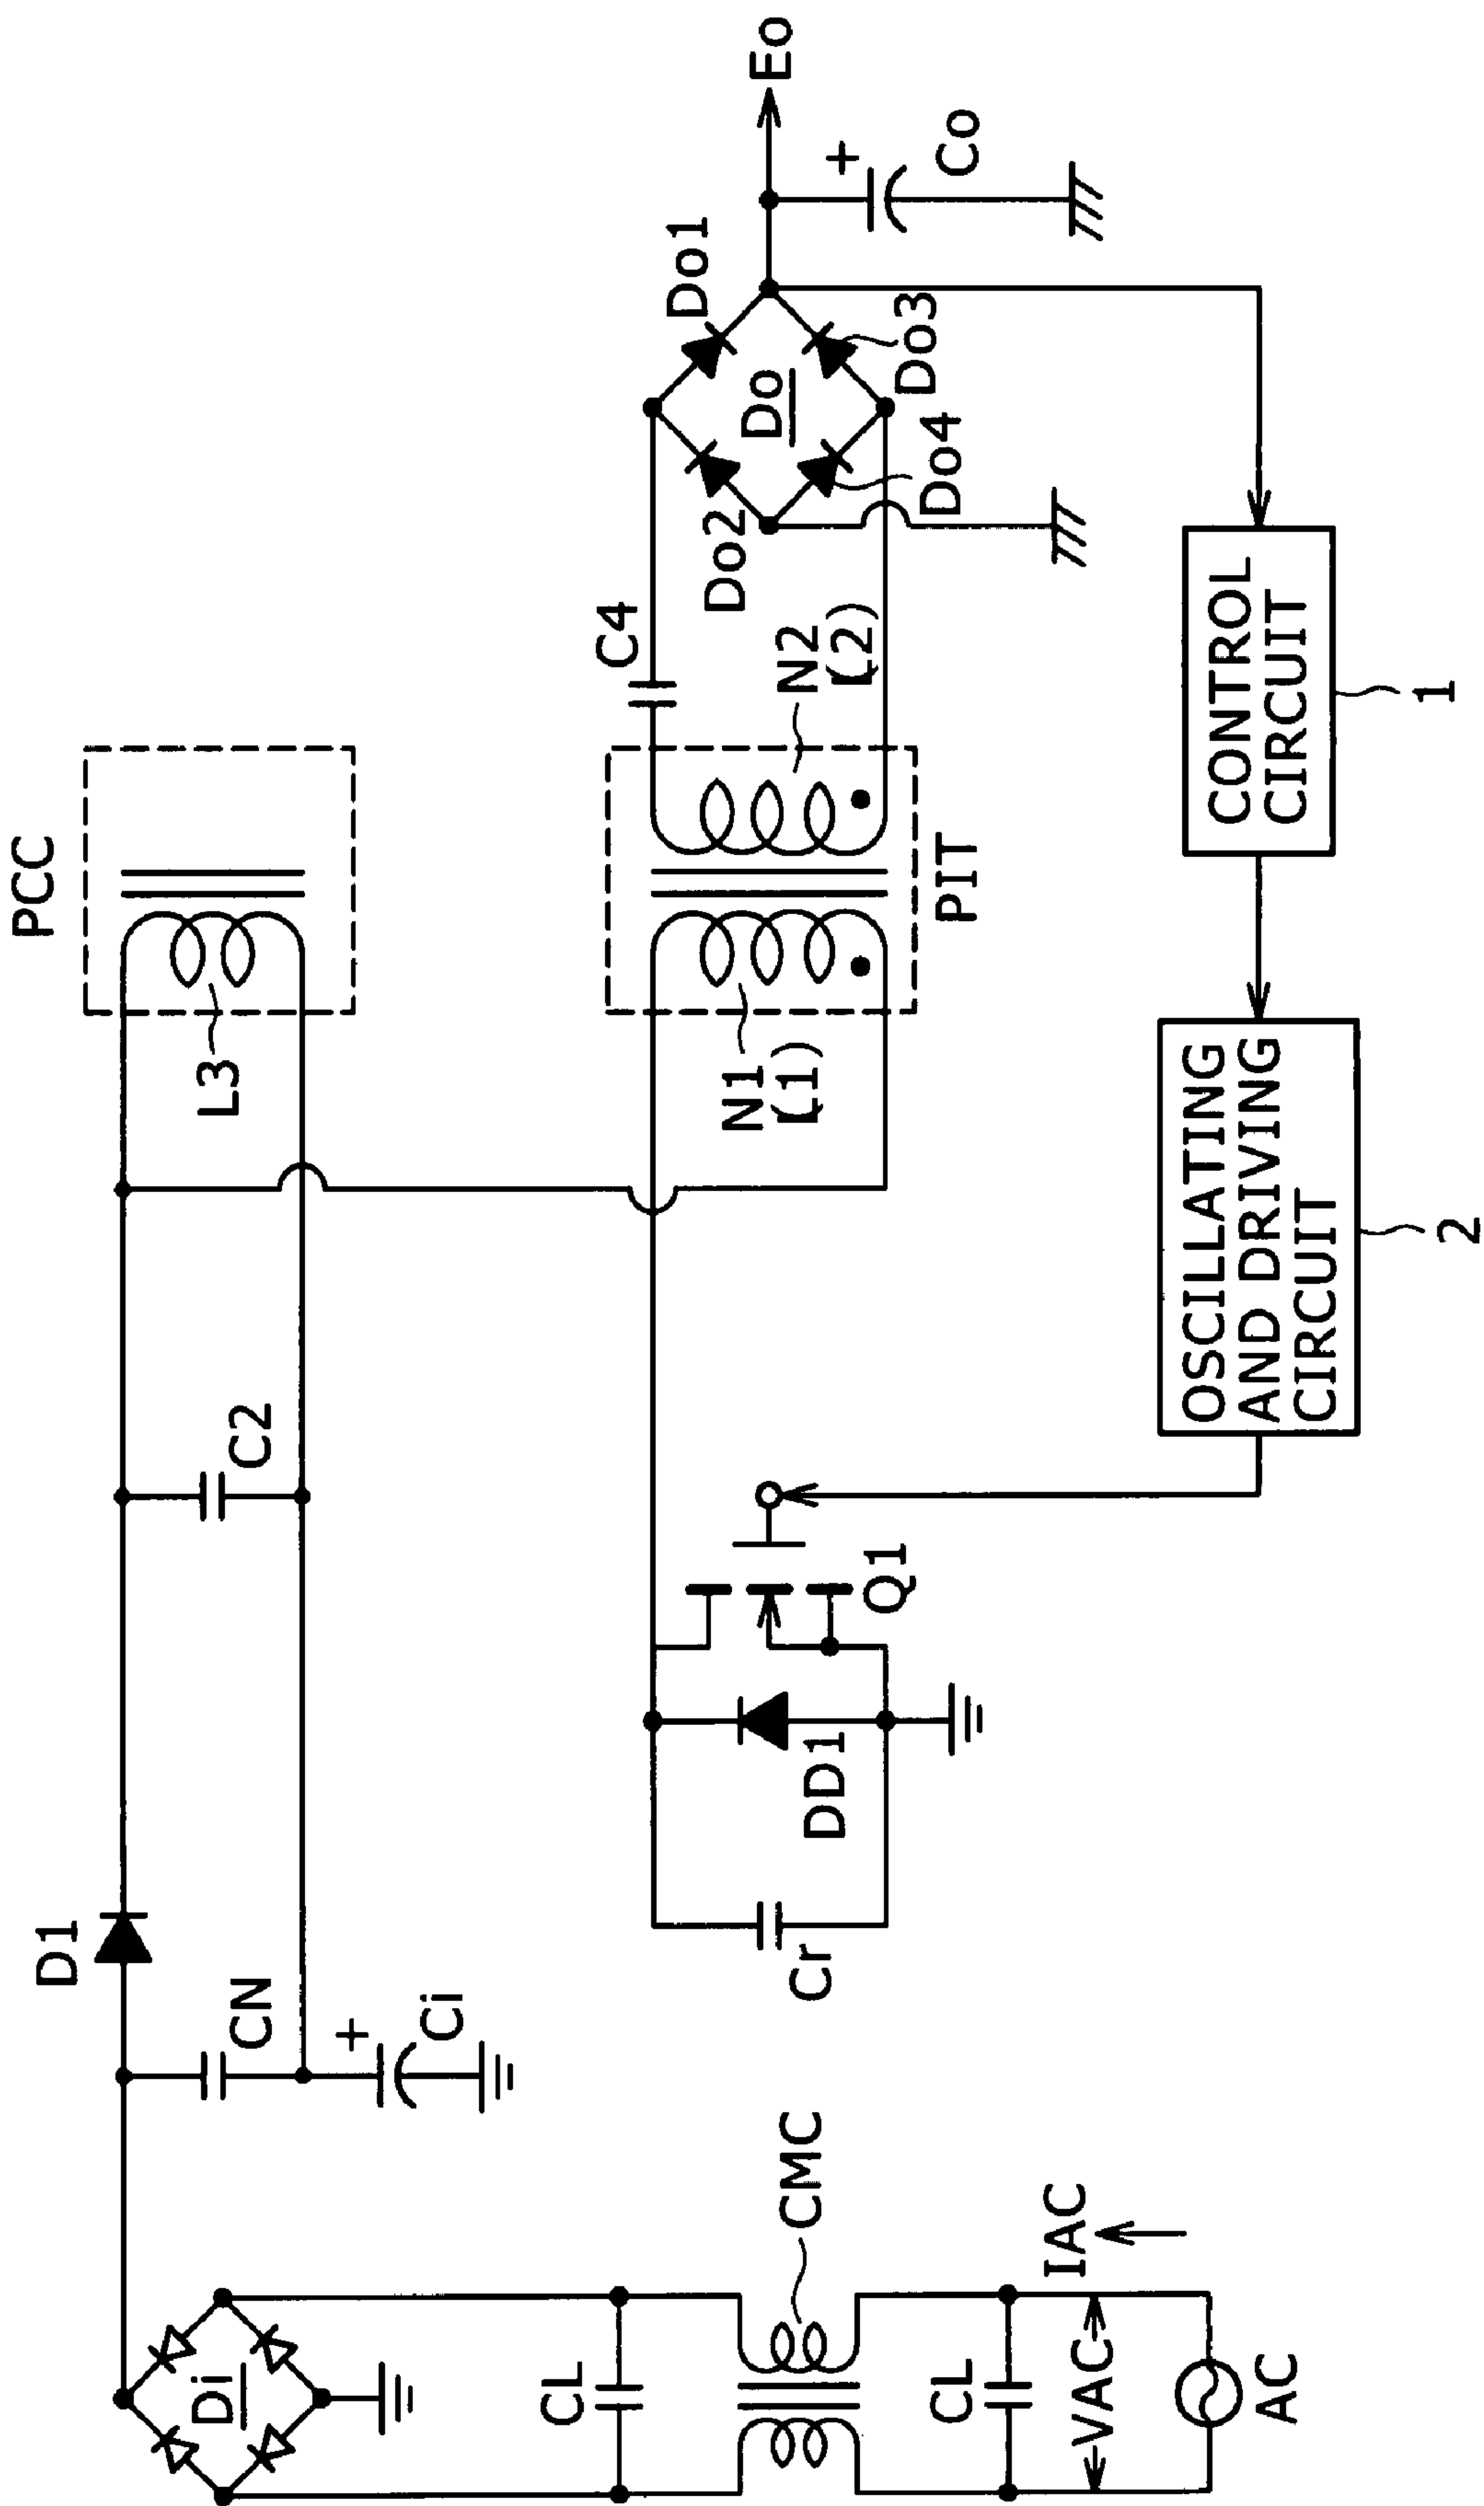 PCC
L3
D1
CN
+
Ci
C2
Di
CL
CMC
CL
VAC
IAC
AC
Cr
DD1
Q1
N1
(1)
PIT
N2
(2)
C4
Do1
Do2
Do
Do3
Do4
+
Co
Eo
CONTROL
CIRCUIT
1
OSCILLATING
AND DRIVING
CIRCUIT
2